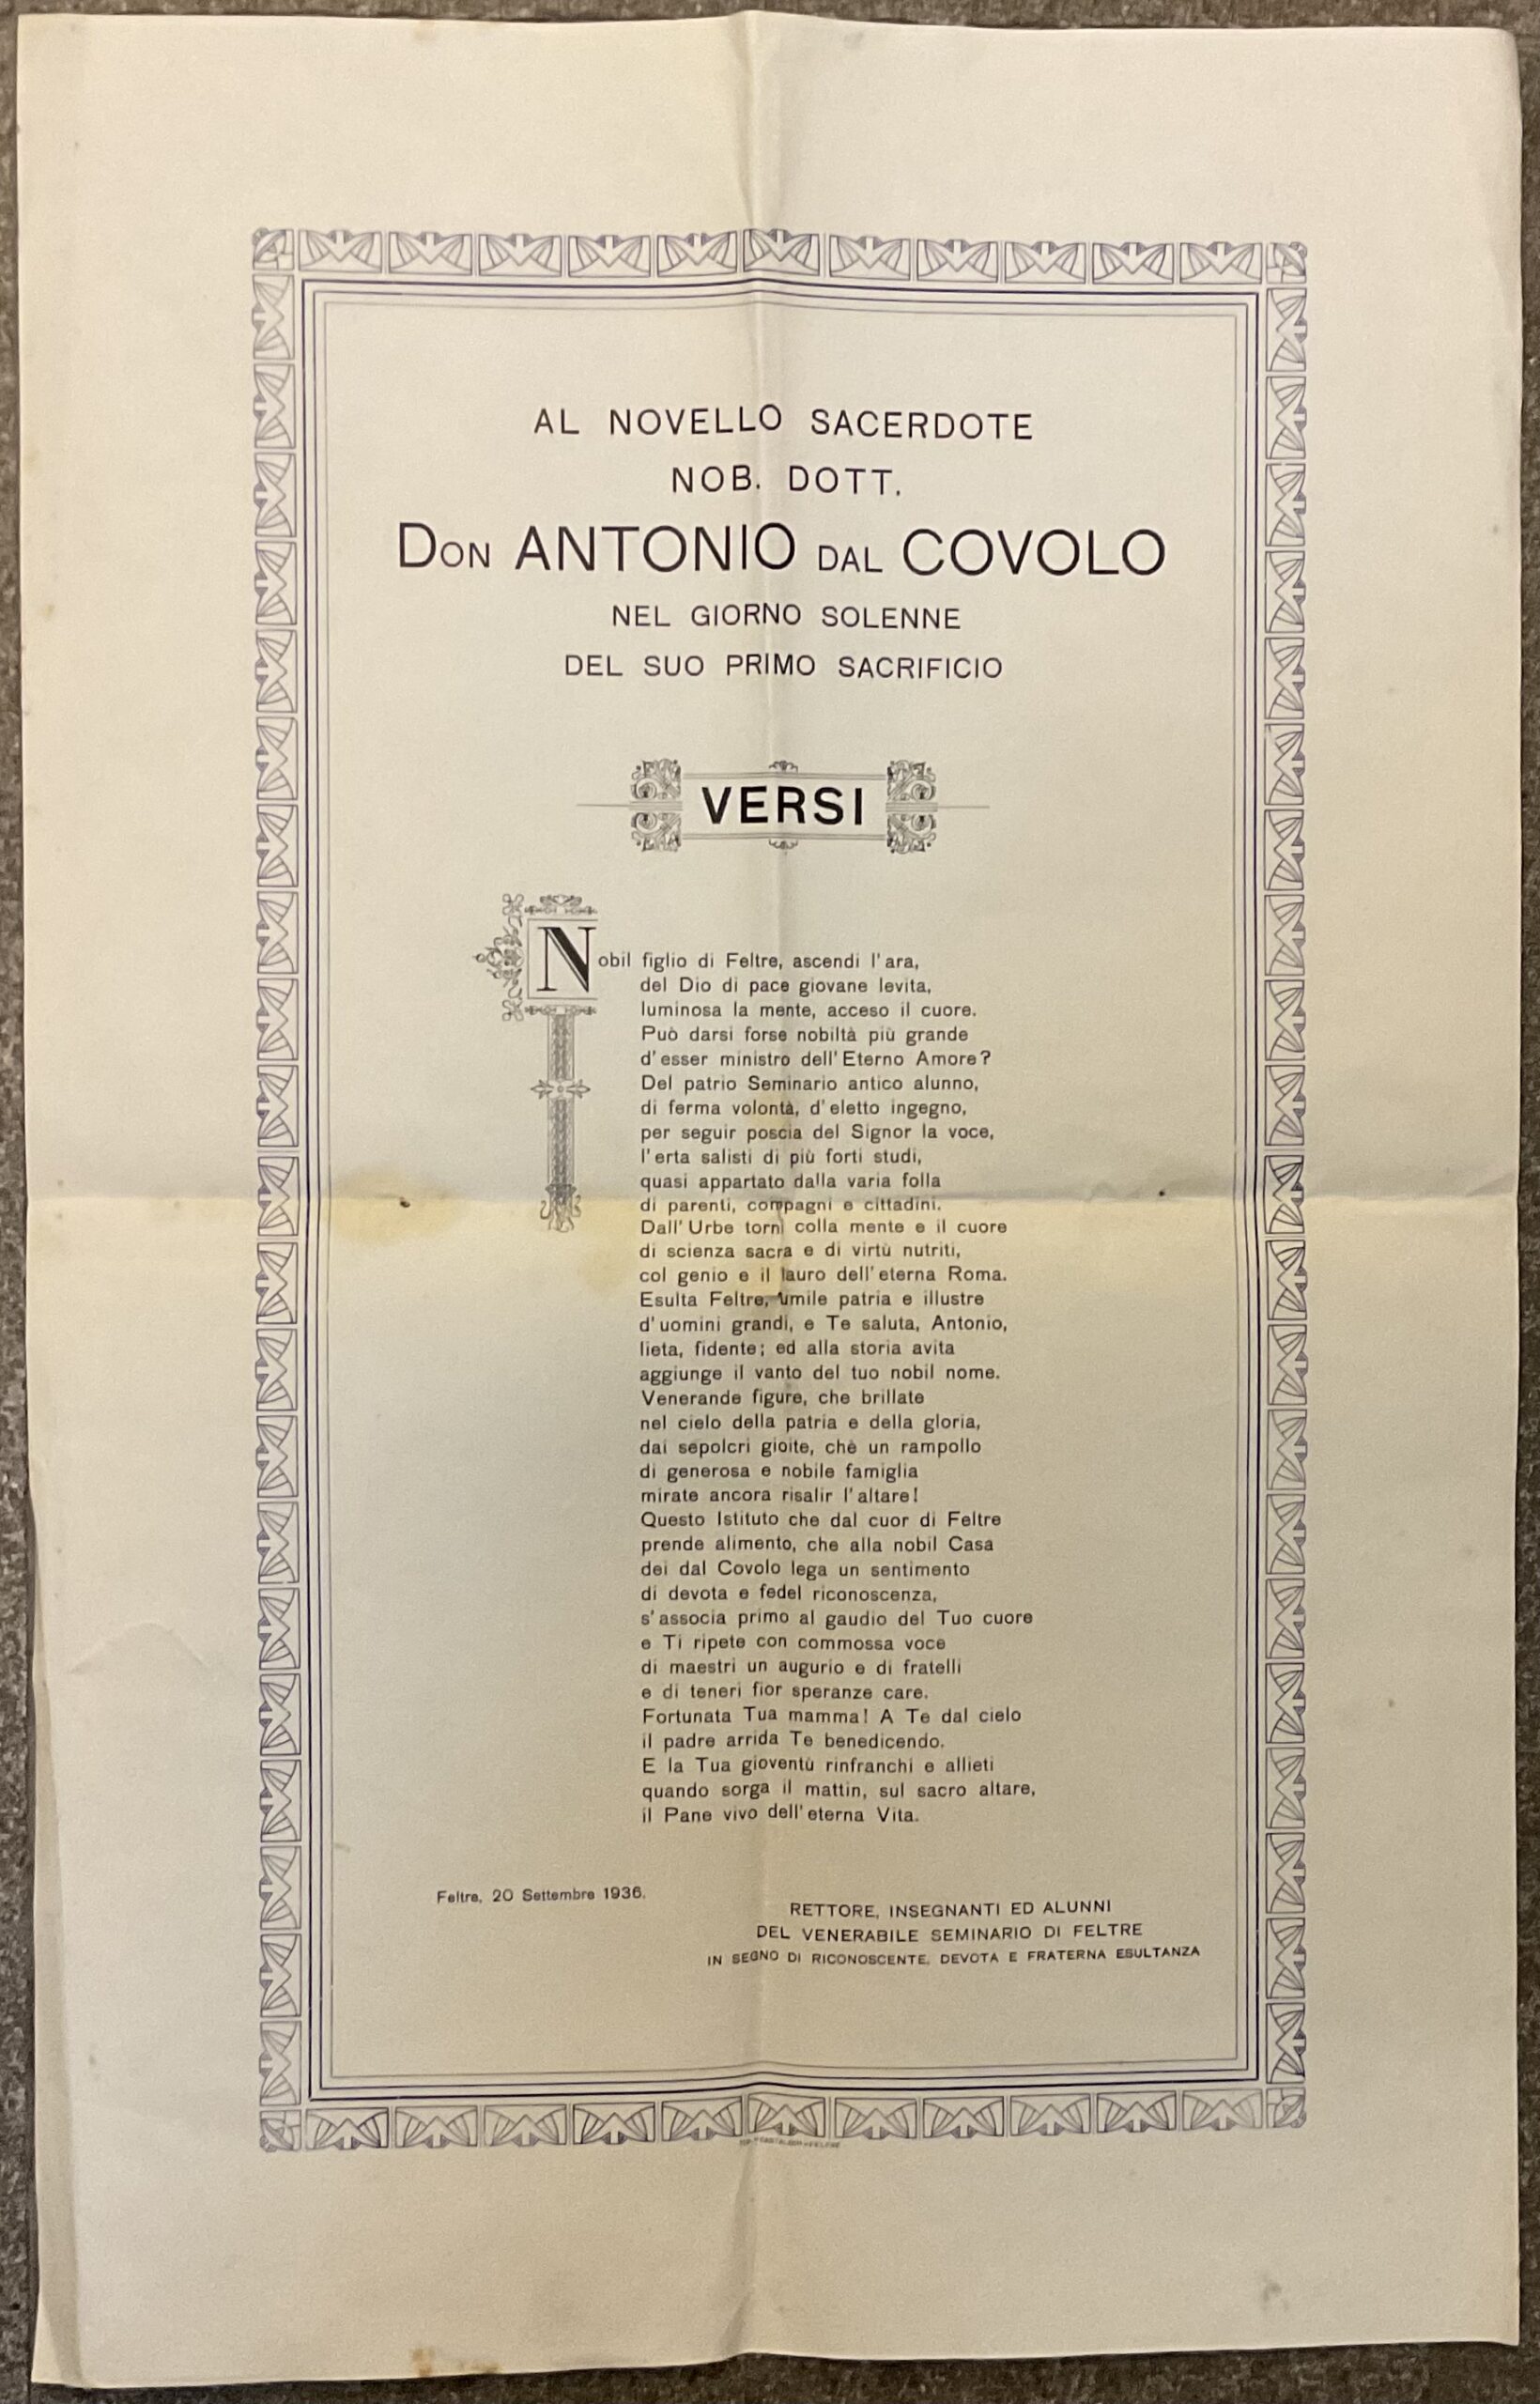 AL NOVELLO SACERDOTE
NOB. DOTT.
DON ANTONIO DAL COVOLO
NEL GIORNO SOLENNE
DEL SUO PRIMO SACRIFICIO
VERSI
Nobil figlio di Feltre, ascendi l'ara,
del Dio di pace giovane levita,
luminosa la mente, acceso il cuore.
Può darsi forse nobiltà più grande
d'esser ministro dell'Eterno Amore?
Del patrio Seminario antico alunno,
di ferma volontà, d'eletto ingegno,
per seguir poscia del Signor la voce,
l'erta salisti di più forti studi,
quasi appartato dalla varia folla
di parenti, compagni e cittadini.
Dall'Urbe torni colla mente e il cuore
di scienza sacra e di virtù nutriti,
col genio e il lauro dell'eterna Roma.
Esulta Feltre, umile patria e illustre
d'uomini grandi, e Te saluta, Antonio,
lieta, fidente; ed alla storia avita
aggiunge il vanto del tuo nobil nome.
Venerande figure, che brillate
nel cielo della patria e della gloria,
dai sepolcri gioite, chè un rampollo
di generosa e nobile famiglia
mirate ancora risalir l'altare!
Questo Istituto che dal cuor di Feltre
prende alimento, che alla nobil Casa
dei dal Covolo lega un sentimento
di devota e fedel riconoscenza,
s'associa primo al gaudio del Tuo cuore
e Ti ripete con commossa voce
di maestri un augurio e di fratelli
e di teneri fior speranze care.
Fortunata Tua mamma! A Te dal cielo
il padre arrida Te benedicendo.
E la Tua gioventù rinfranchi e allieti
quando sorga il mattin, sul sacro altare,
il Pane vivo dell'eterna Vita.
Feltre, 20 Settembre 1936.
RETTORE, INSEGNANTI ED ALUNNI
DEL VENERABILE SEMINARIO DI FELTRE
IN SEGNO DI RICONOSCENTE, DEVOTA E FRATERNA ESULTANZA